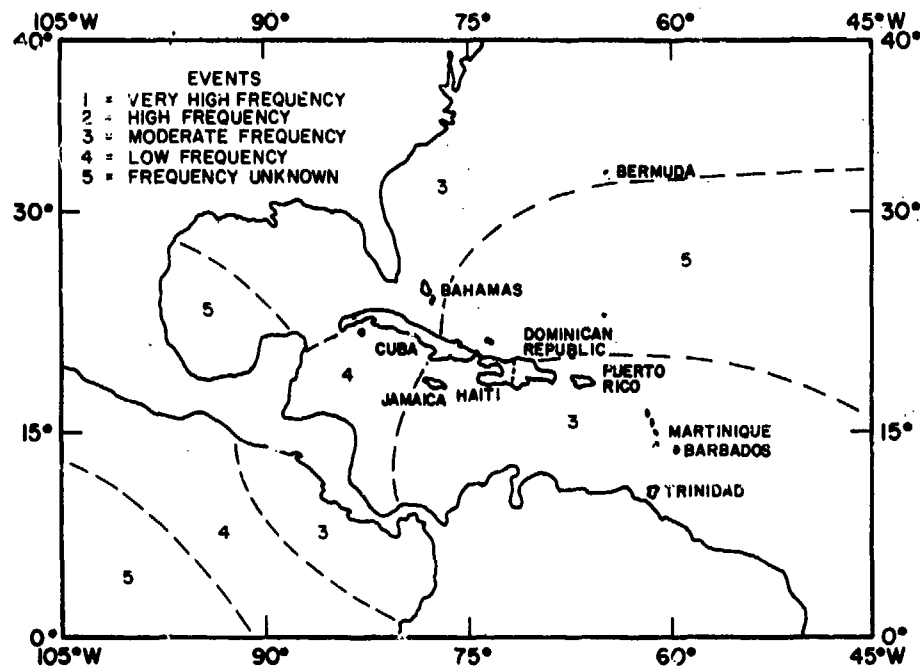 105°W 90° 75° 60° 45°W
40° 40°
EVENTS
1 = VERY HIGH FREQUENCY
2 = HIGH FREQUENCY
3 = MODERATE FREQUENCY
4 = LOW FREQUENCY
5 = FREQUENCY UNKNOWN
3
BERMUDA
30° 30°
5
5
BAHAMAS
CUBA
DOMINICAN
REPUBLIC
4
JAMAICA HAITI
PUERTO
RICO
3
15° 15°
MARTINIQUE
BARBADOS
TRINIDAD
4 3
5
0° 0°
105°W 90° 75° 60° 45°W